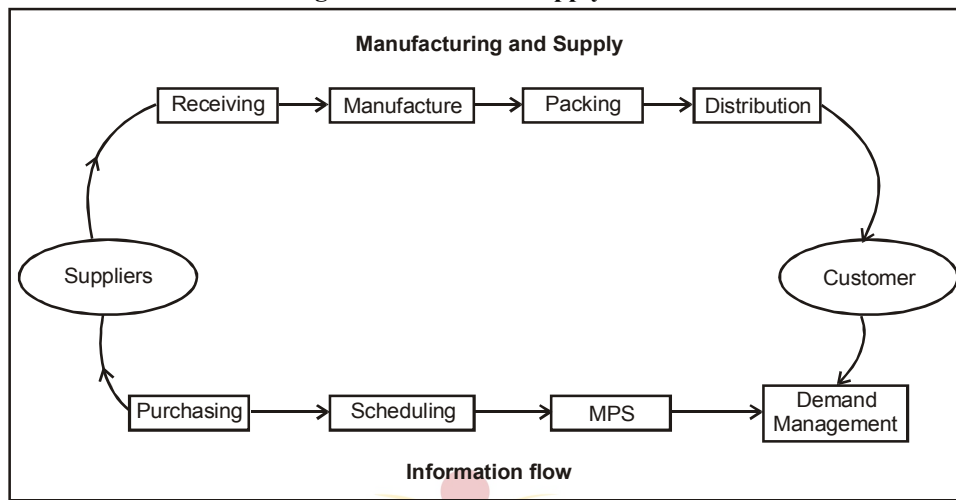 Manufacturing and Supply
Receiving
Manufacture
Packing
Distribution
Suppliers
Customer
Purchasing
Scheduling
MPS
Demand
Management
Information flow